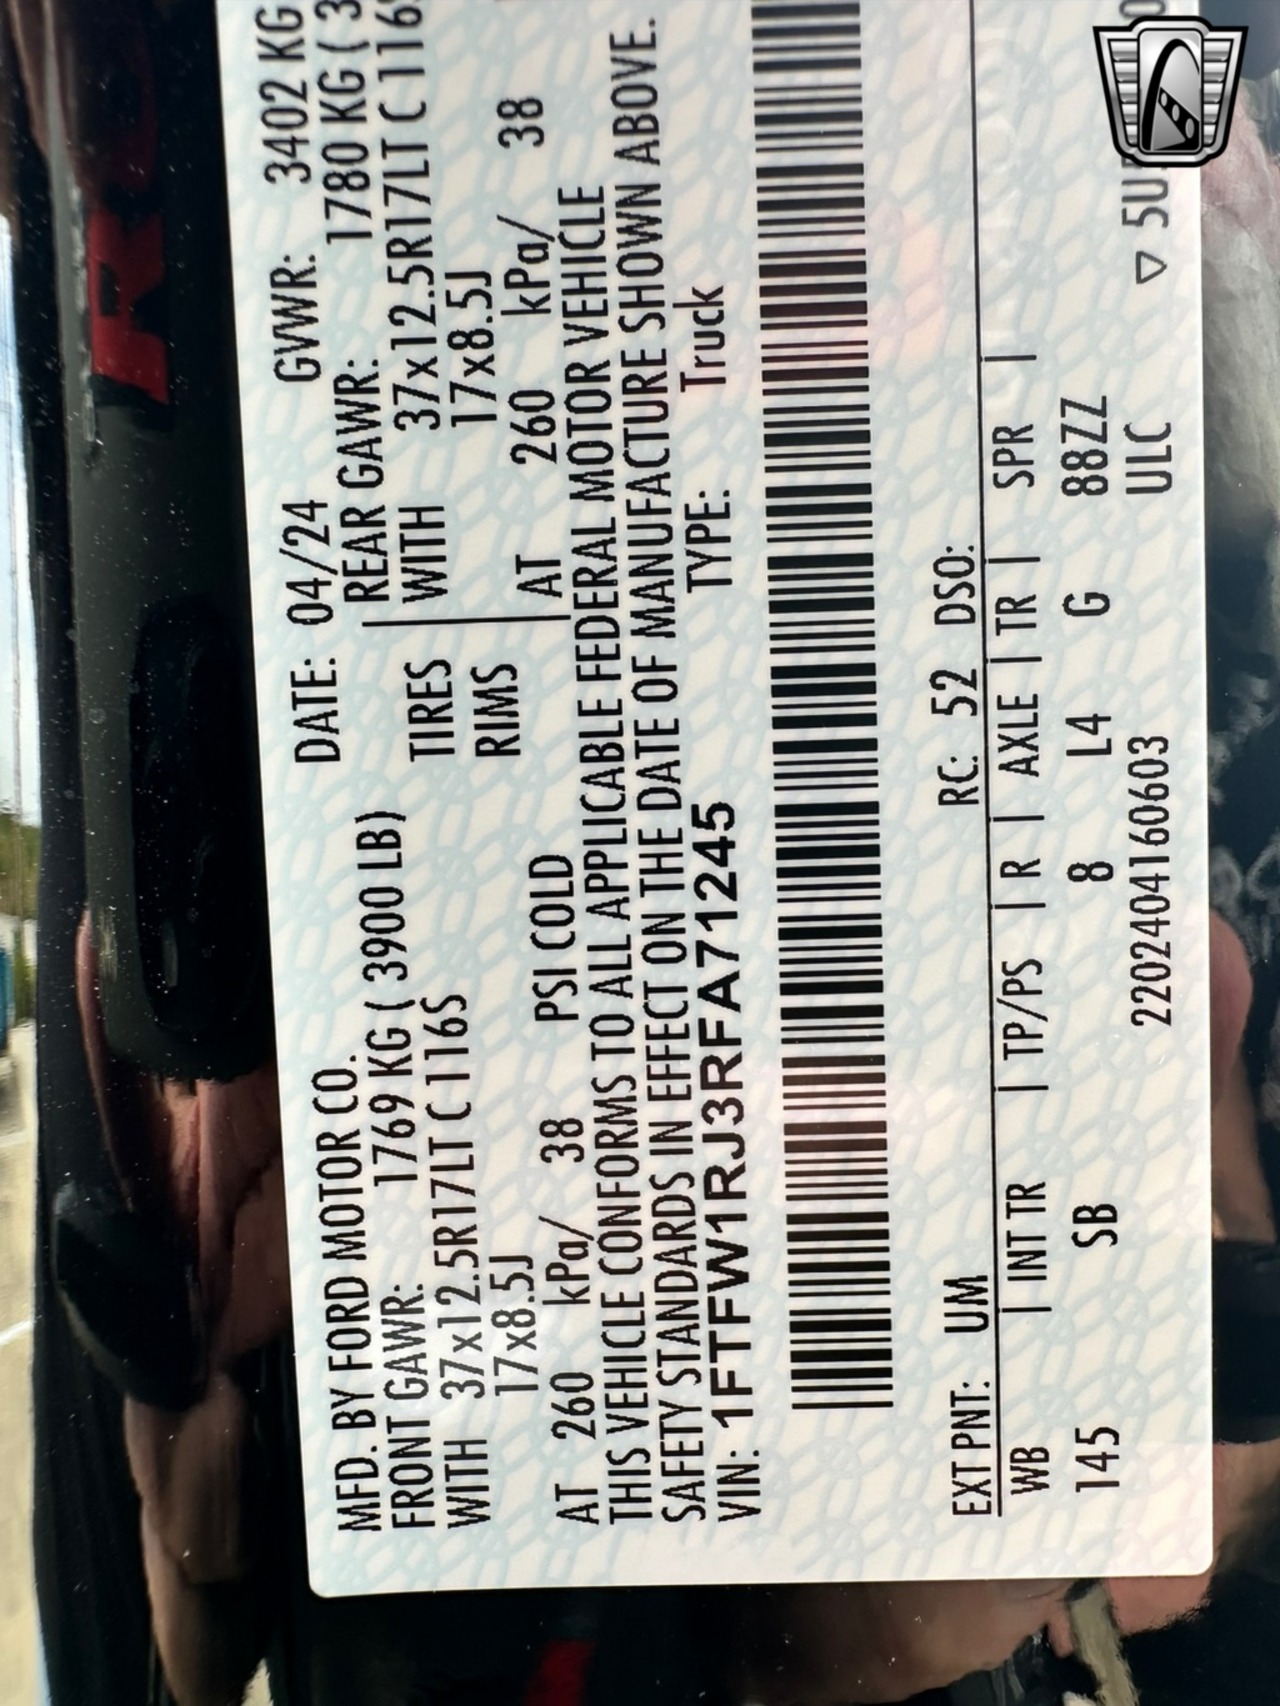 MFD. BY FORD MOTOR CO. DATE: 04/24 GVWR: 3402 KG
FRONT GAWR: 1769 KG ( 3900 LB) REAR GAWR: 1780 KG ( 3
WITH 37x12.5R17LT C 116S TIRES WITH 37x12.5R17LT C 116
17x8.5J RIMS 17x8.5J
AT 260 kPa/ 38 PSI COLD AT 260 kPa/ 38
THIS VEHICLE CONFORMS TO ALL APPLICABLE FEDERAL MOTOR VEHICLE
SAFETY STANDARDS IN EFFECT ON THE DATE OF MANUFACTURE SHOWN ABOVE.
VIN: 1FTFW1RJ3RFA71245 TYPE: Truck
EXT PNT: UM RC: 52 DSO:
WB | INT TR | TP/PS | R | AXLE | TR | SPR |
145 SB 8 L4 G 88ZZ
220240416060​3 ULC ▽ 5U